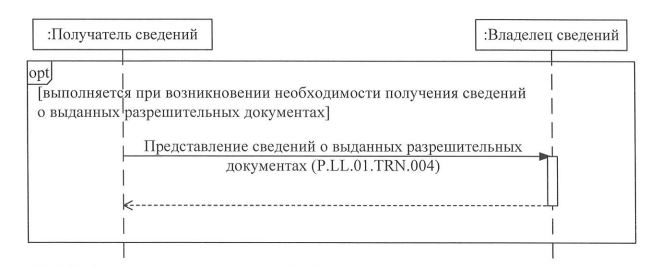 :Получатель сведений
:Владелец сведений
opt
[выполняется при возникновении необходимости получения сведений
о выданных разрешительных документах]
Представление сведений о выданных разрешительных
документах (P.LL.01.TRN.004)